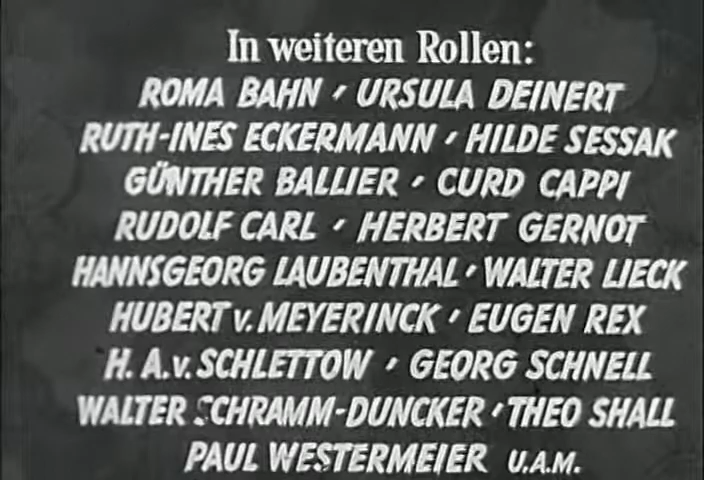 In weiteren Rollen:
ROMA BAHN ∙ URSULA DEINERT
RUTH-INES ECKERMANN ∙ HILDE SESSAK
GÜNTHER BALLIER ∙ CURD CAPPI
RUDOLF CARL ∙ HERBERT GERNOT
HANNSGEORG LAUBENTHAL ∙ WALTER LIECK
HUBERT v. MEYERINCK ∙ EUGEN REX
H. A. v. SCHLETTOW ∙ GEORG SCHNELL
WALTER SCHRAMM-DUNCKER ∙ THEO SHALL
PAUL WESTERMEIER U.A.M.